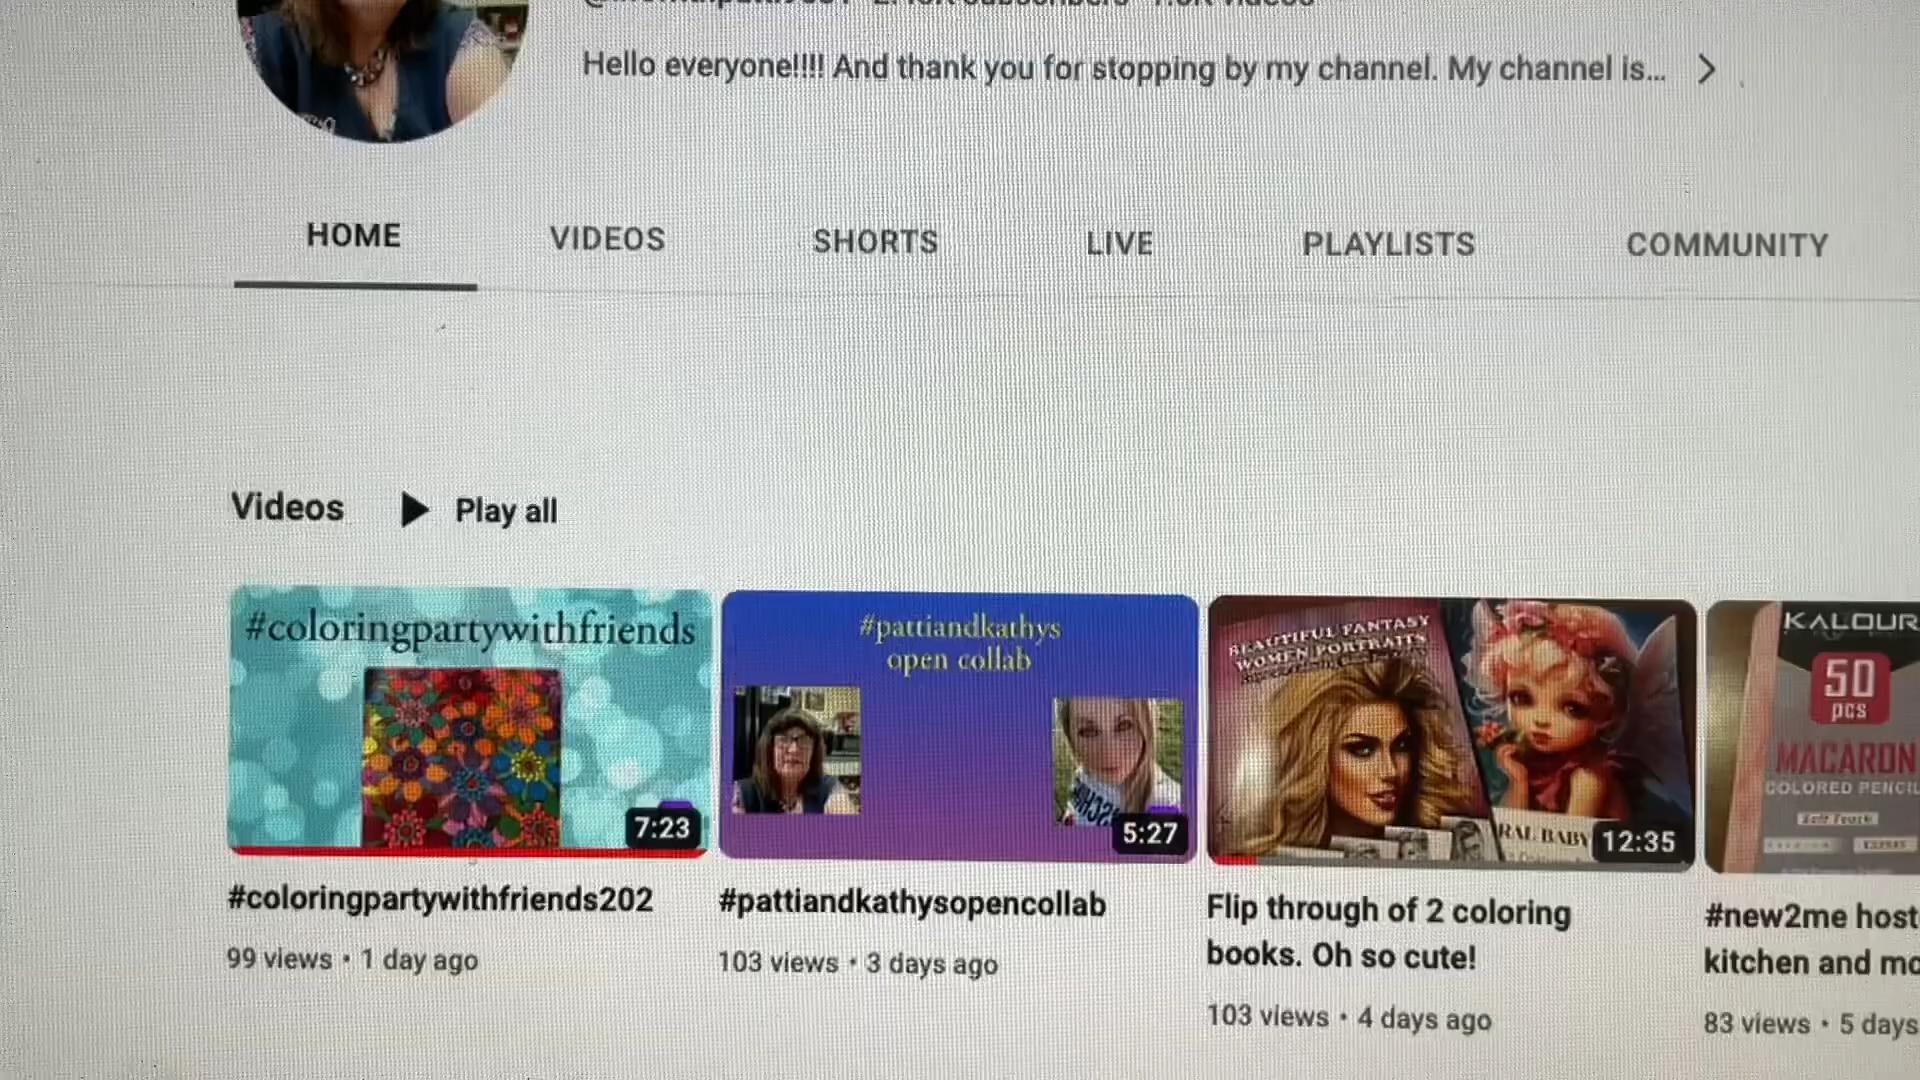 Hello everyone!!!! And thank you for stopping by my channel. My channel is...
HOME
VIDEOS
SHORTS
LIVE
PLAYLISTS
COMMUNITY
Videos
Play all
#coloringpartywithfriends
7:23
#pattiandkathys
open collab
5:27
BEAUTIFUL FANTASY
WOMEN PORTRAITS
RAL BABY
12:35
KALOUR
50
pcs
MACARON
COLORED PENCIL
Soft Touch
#coloringpartywithfriends202
99 views • 1 day ago
#pattiandkathysopencollab
103 views • 3 days ago
Flip through of 2 coloring
books. Oh so cute!
103 views • 4 days ago
#new2me host
kitchen and mo
83 views • 5 days